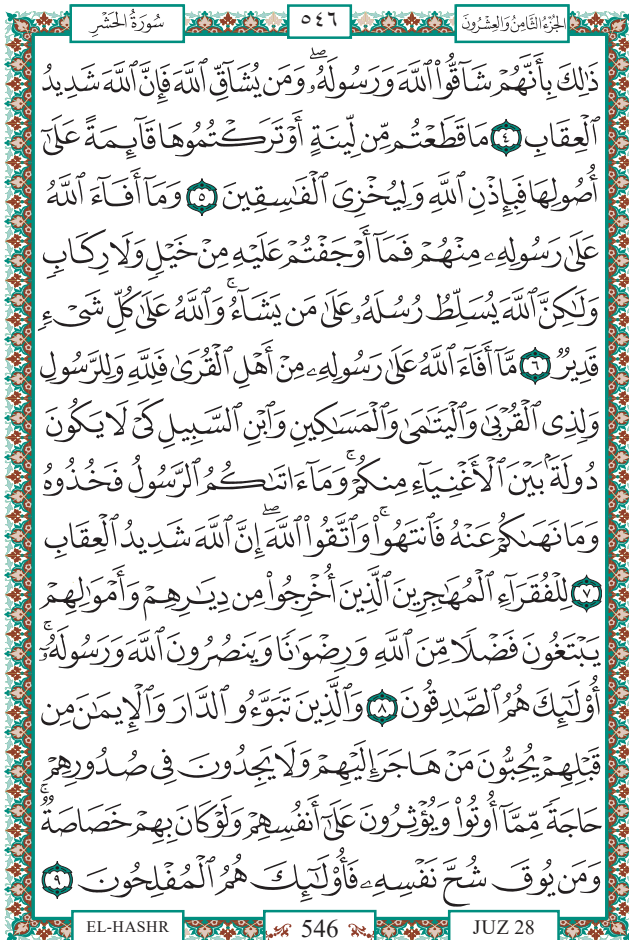 سُورَةُ الْحَشْرِ ٥٤٦ الجُزْءُ الثَّامِنُ وَالعِشْرُونَ
ذَٰلِكَ بِأَنَّهُمْ شَآقُّوا۟ ٱللَّهَ وَرَسُولَهُۥ ۖ وَمَن يُشَآقِّ ٱللَّهَ فَإِنَّ ٱللَّهَ شَدِيدُ
ٱلْعِقَابِ ٤ مَا قَطَعْتُم مِّن لِّينَةٍ أَوْ تَرَكْتُمُوهَا قَآئِمَةً عَلَىٰٓ
أُصُولِهَا فَبِإِذْنِ ٱللَّهِ وَلِيُخْزِىَ ٱلْفَٰسِقِينَ ٥ وَمَآ أَفَآءَ ٱللَّهُ
عَلَىٰ رَسُولِهِۦ مِنْهُمْ فَمَآ أَوْجَفْتُمْ عَلَيْهِ مِنْ خَيْلٍ وَلَا رِكَابٍ
وَلَٰكِنَّ ٱللَّهَ يُسَلِّطُ رُسُلَهُۥ عَلَىٰ مَن يَشَآءُ ۚ وَٱللَّهُ عَلَىٰ كُلِّ شَىْءٍ
قَدِيرٌ ٦ مَّآ أَفَآءَ ٱللَّهُ عَلَىٰ رَسُولِهِۦ مِنْ أَهْلِ ٱلْقُرَىٰ فَلِلَّهِ وَلِلرَّسُولِ
وَلِذِى ٱلْقُرْبَىٰ وَٱلْيَتَٰمَىٰ وَٱلْمَسَٰكِينِ وَٱبْنِ ٱلسَّبِيلِ كَىْ لَا يَكُونَ
دُولَةًۢ بَيْنَ ٱلْأَغْنِيَآءِ مِنكُمْ ۚ وَمَآ ءَاتَىٰكُمُ ٱلرَّسُولُ فَخُذُوهُ
وَمَا نَهَىٰكُمْ عَنْهُ فَٱنتَهُوا۟ ۚ وَٱتَّقُوا۟ ٱللَّهَ ۖ إِنَّ ٱللَّهَ شَدِيدُ ٱلْعِقَابِ
٧ لِلْفُقَرَآءِ ٱلْمُهَٰجِرِينَ ٱلَّذِينَ أُخْرِجُوا۟ مِن دِيَٰرِهِمْ وَأَمْوَٰلِهِمْ
يَبْتَغُونَ فَضْلًا مِّنَ ٱللَّهِ وَرِضْوَٰنًا وَيَنصُرُونَ ٱللَّهَ وَرَسُولَهُۥٓ ۚ
أُو۟لَٰٓئِكَ هُمُ ٱلصَّٰدِقُونَ ٨ وَٱلَّذِينَ تَبَوَّءُو ٱلدَّارَ وَٱلْإِيمَٰنَ مِن
قَبْلِهِمْ يُحِبُّونَ مَنْ هَاجَرَ إِلَيْهِمْ وَلَا يَجِدُونَ فِى صُدُورِهِمْ
حَاجَةً مِّمَّآ أُوتُوا۟ وَيُؤْثِرُونَ عَلَىٰٓ أَنفُسِهِمْ وَلَوْ كَانَ بِهِمْ خَصَاصَةٌ ۚ
وَمَن يُوقَ شُحَّ نَفْسِهِۦ فَأُو۟لَٰٓئِكَ هُمُ ٱلْمُفْلِحُونَ ٩
EL-HASHR 546 JUZ 28